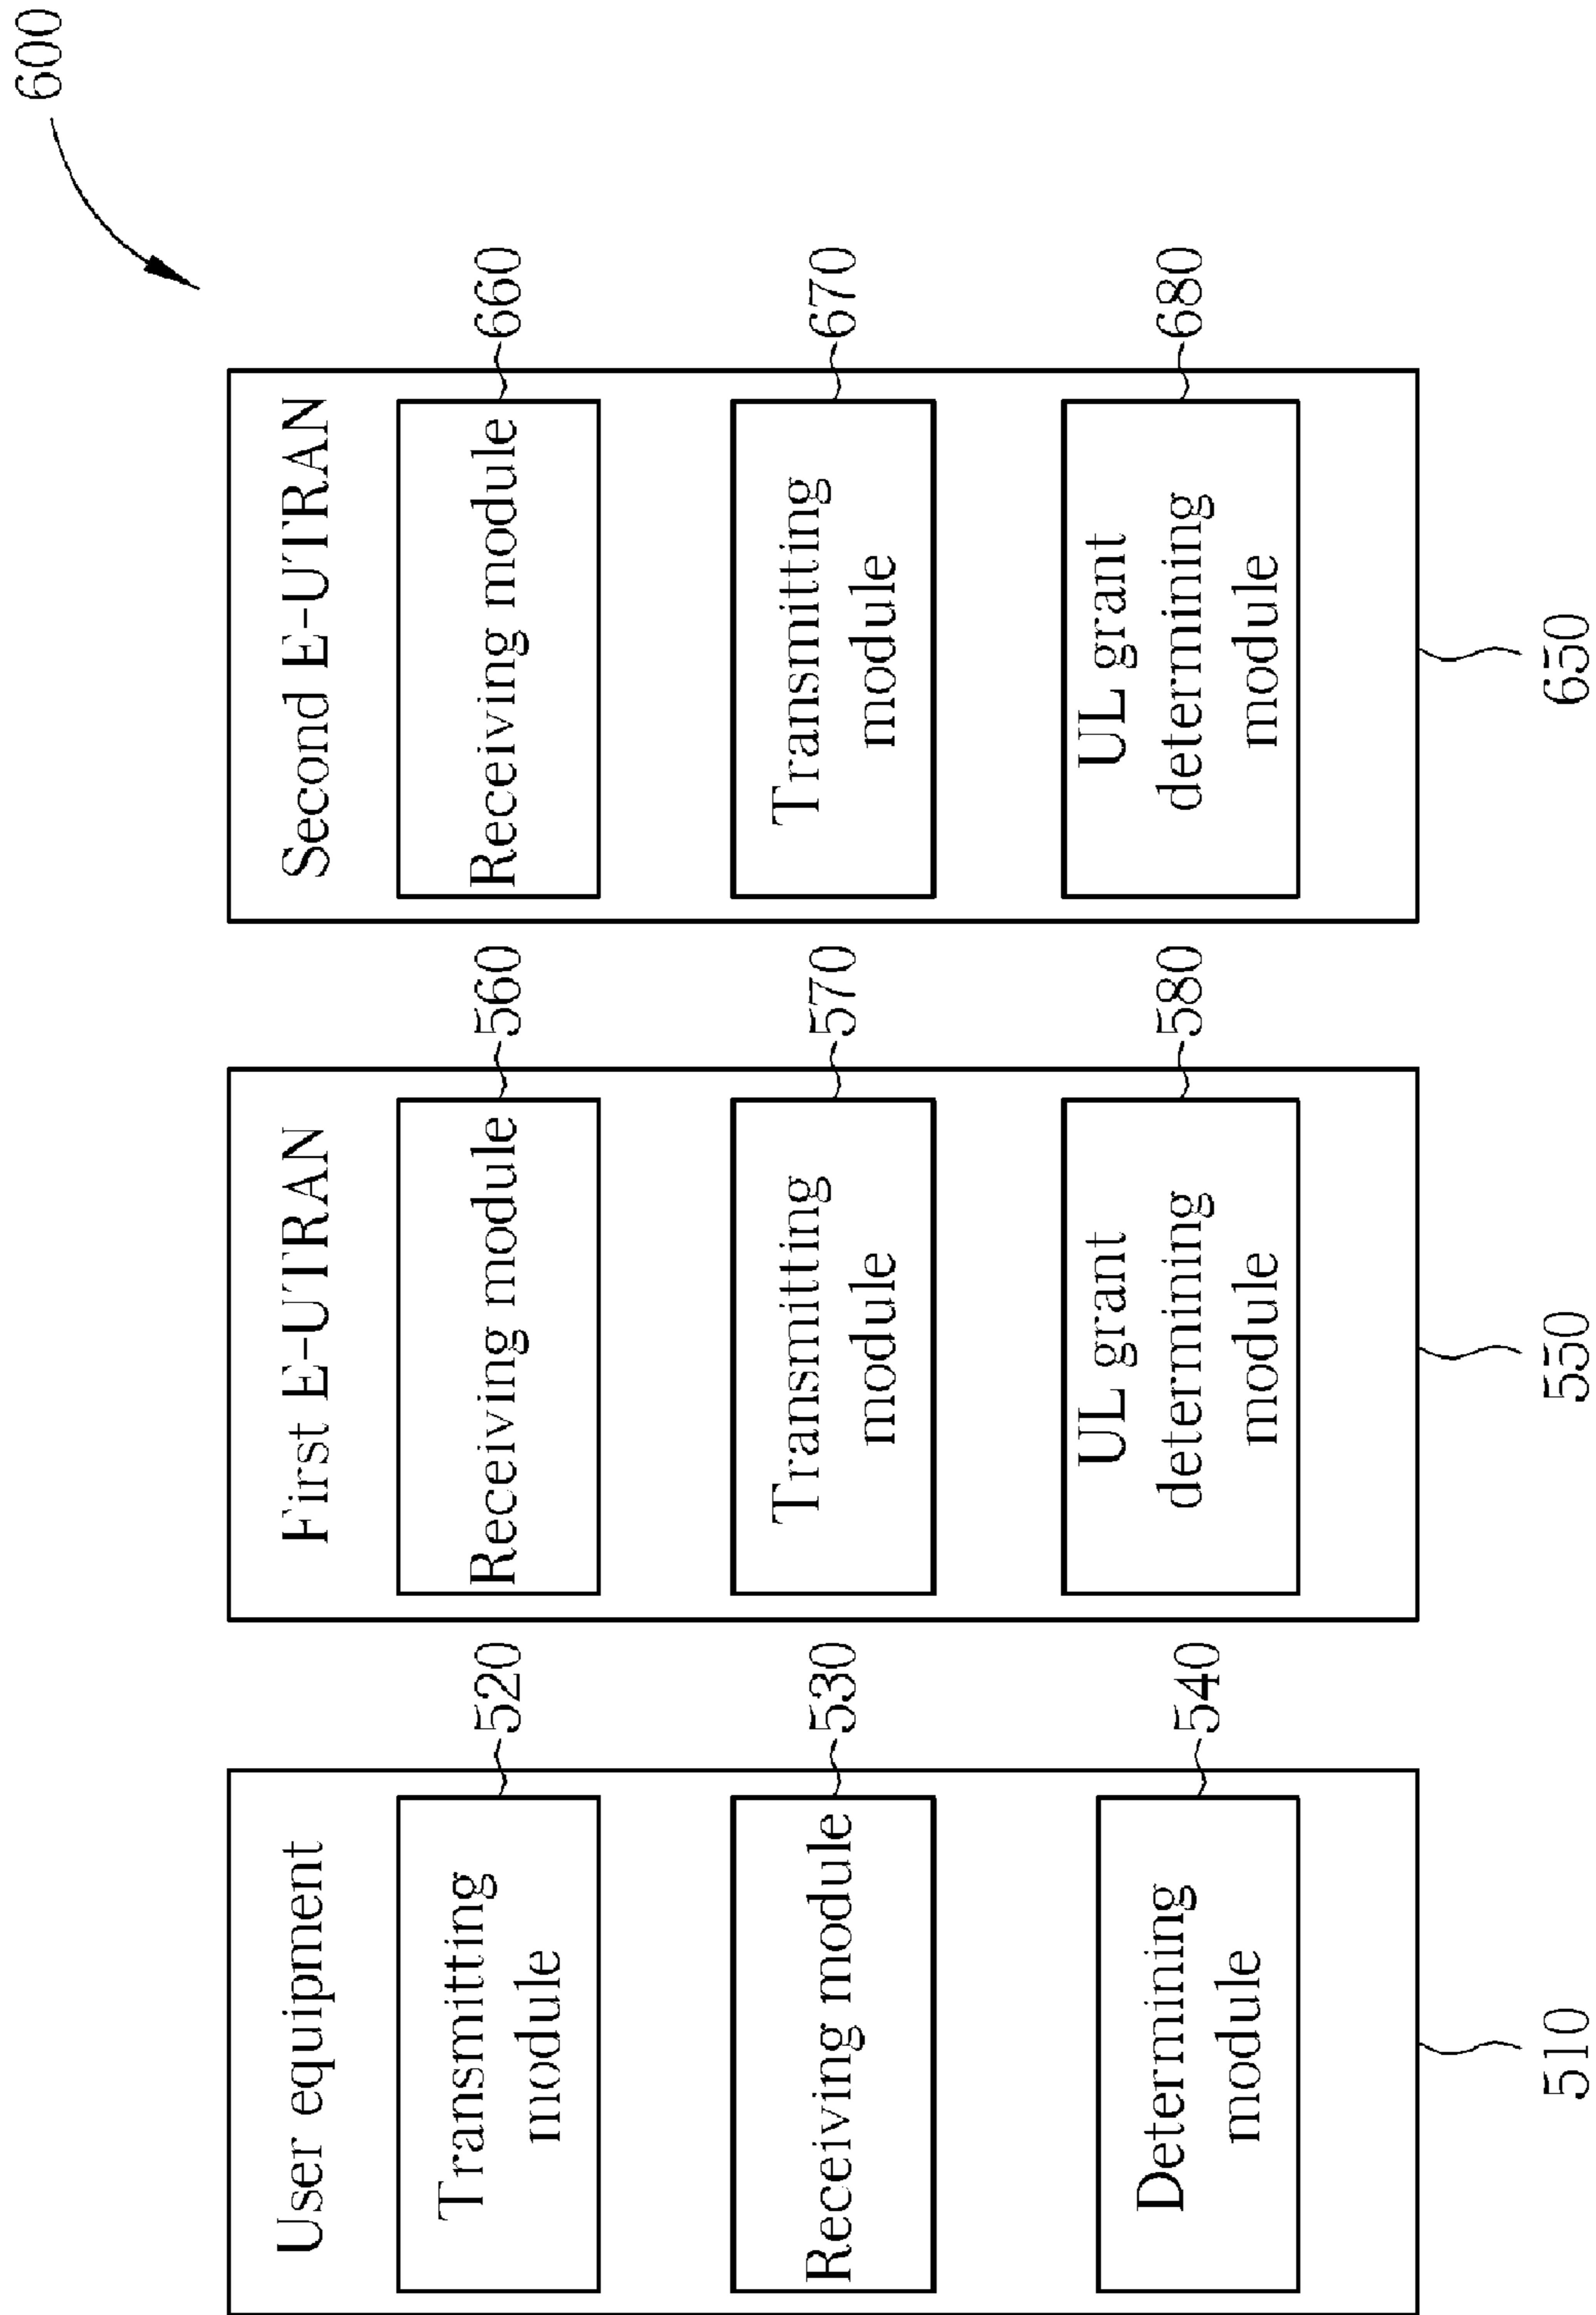 600
User equipment
Transmitting
module
520
Receiving module
530
Determining
module
540
510
First E-UTRAN
Receiving module
560
Transmitting
module
570
UL grant
determining
module
580
550
Second E-UTRAN
Receiving module
660
Transmitting
module
670
UL grant
determining
module
680
650